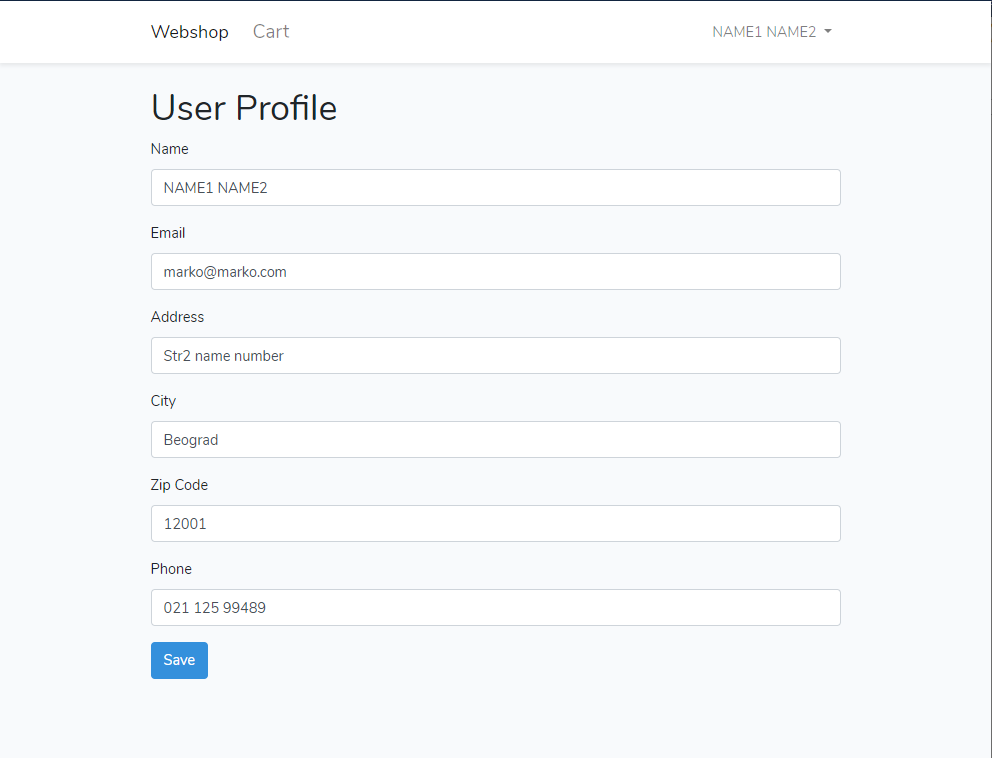 Webshop Cart NAME1 NAME2
User Profile
Name
NAME1 NAME2
Email
marko@marko.com
Address
Str2 name number
City
Beograd
Zip Code
12001
Phone
021 125 99489
Save